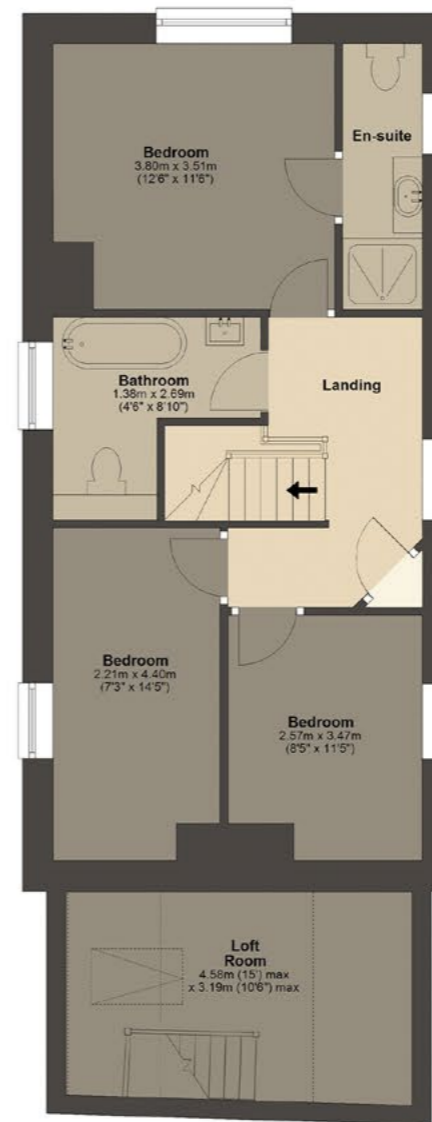 Bedroom
3.80m x 3.51m
(12'6" x 11'6")
En-suite
Bathroom
1.38m x 2.69m
(4'6" x 8'10")
Landing
Bedroom
2.21m x 4.40m
(7'3" x 14'5")
Bedroom
2.57m x 3.47m
(8'5" x 11'5")
Loft
Room
4.58m (15') max
x 3.19m (10'6") max